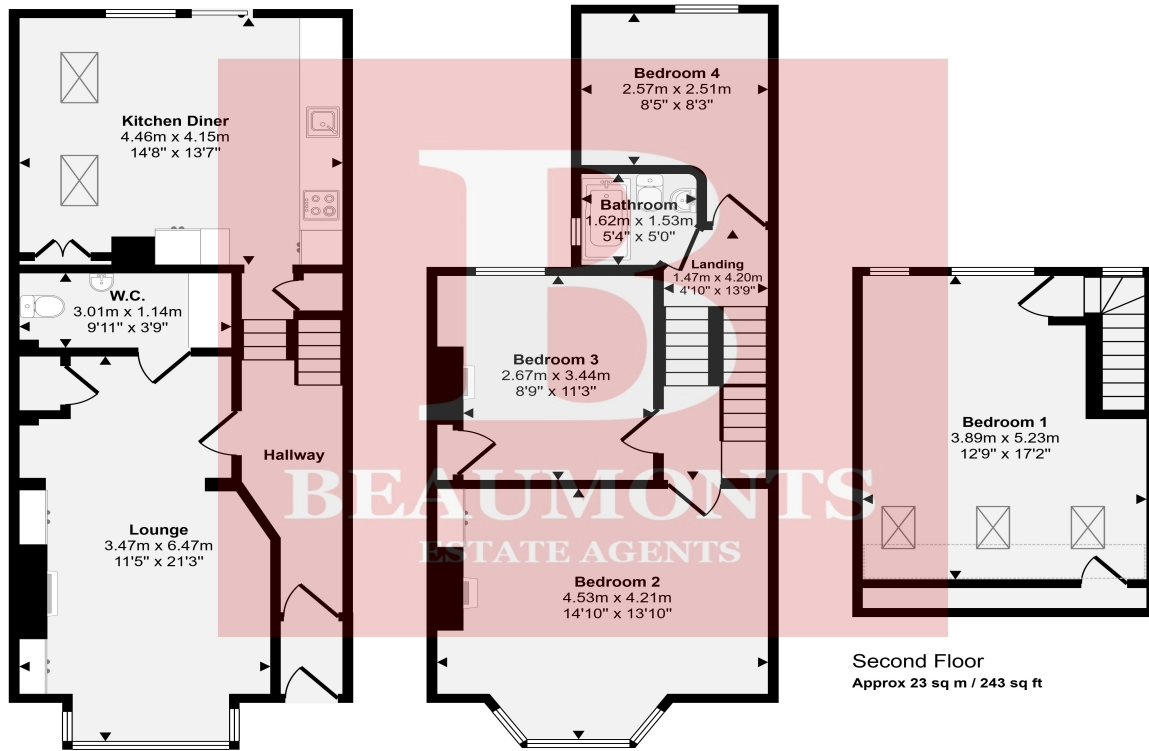 Kitchen Diner
4.46m x 4.15m
14'8" x 13'7"
W.C.
3.01m x 1.14m
9'11" x 3'9"
Hallway
Lounge
3.47m x 6.47m
11'5" x 21'3"
Bedroom 4
2.57m x 2.51m
8'5" x 8'3"
Bathroom
1.62m x 1.53m
5'4" x 5'0"
Landing
1.47m x 4.20m
4'10" x 13'9"
Bedroom 3
2.67m x 3.44m
8'9" x 11'3"
Bedroom 2
4.53m x 4.21m
14'10" x 13'10"
Bedroom 1
3.89m x 5.23m
12'9" x 17'2"
Second Floor
Approx 23 sq m / 243 sq ft
B
BEAUMONTS
ESTATE AGENTS